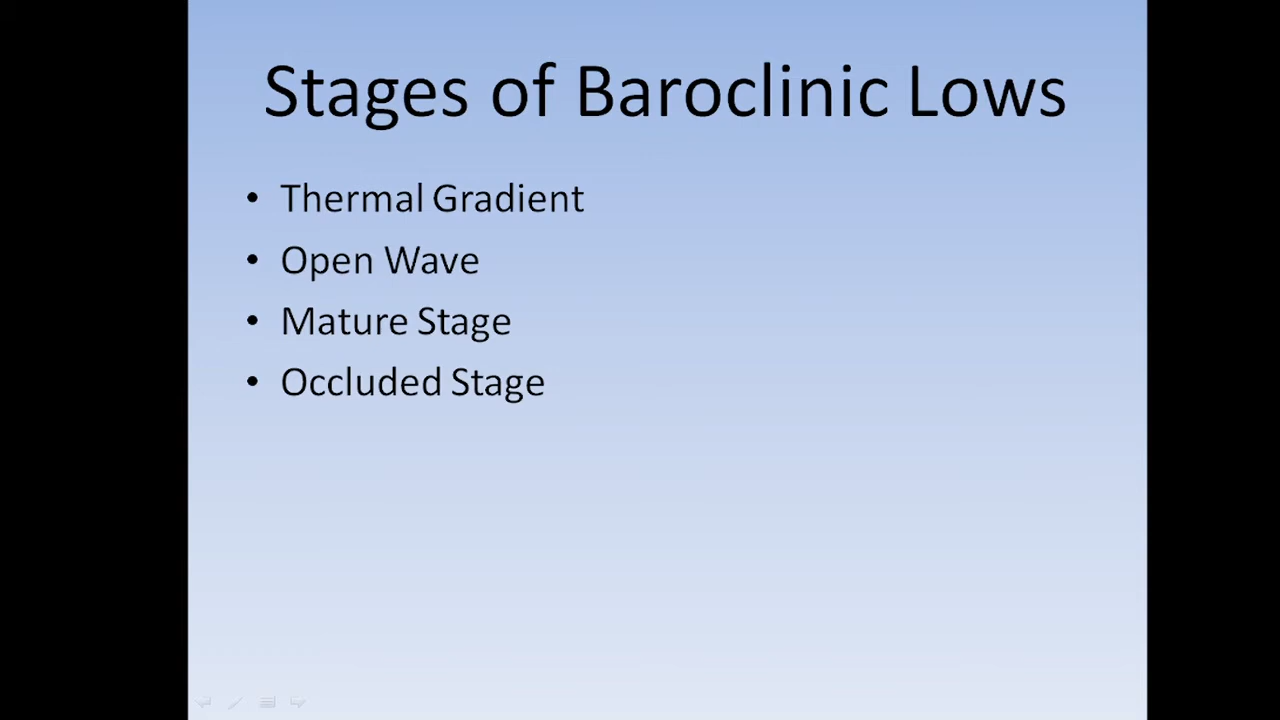 Stages of Baroclinic Lows
• Thermal Gradient
• Open Wave
• Mature Stage
• Occluded Stage